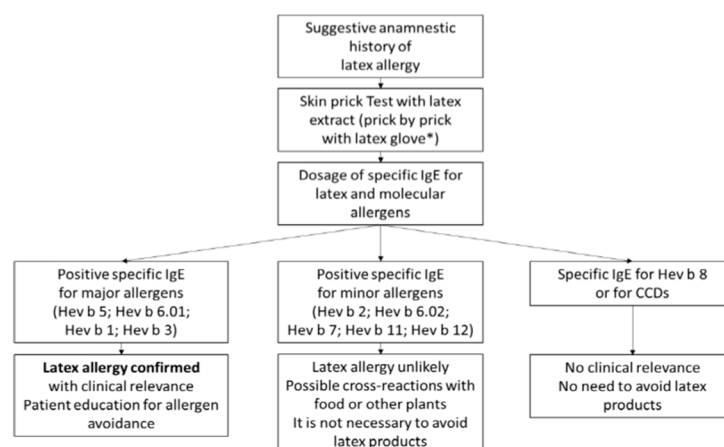 Suggestive anamnestic
history of
latex allergy
Skin prick Test with latex
extract (prick by prick
with latex glove*)
Dosage of specific IgE for
latex and molecular
allergens
Positive specific IgE
for major allergens
(Hev b 5; Hev b 6.01;
Hev b 1; Hev b 3)
Positive specific IgE
for minor allergens
(Hev b 2; Hev b 6.02;
Hev b 7; Hev b 11; Hev b 12)
Specific IgE for Hev b 8
or for CCDs
Latex allergy confirmed
with clinical relevance
Patient education for allergen
avoidance
Latex allergy unlikely
Possible cross-reactions with
food or other plants
It is not necessary to avoid
latex products
No clinical relevance
No need to avoid latex
products